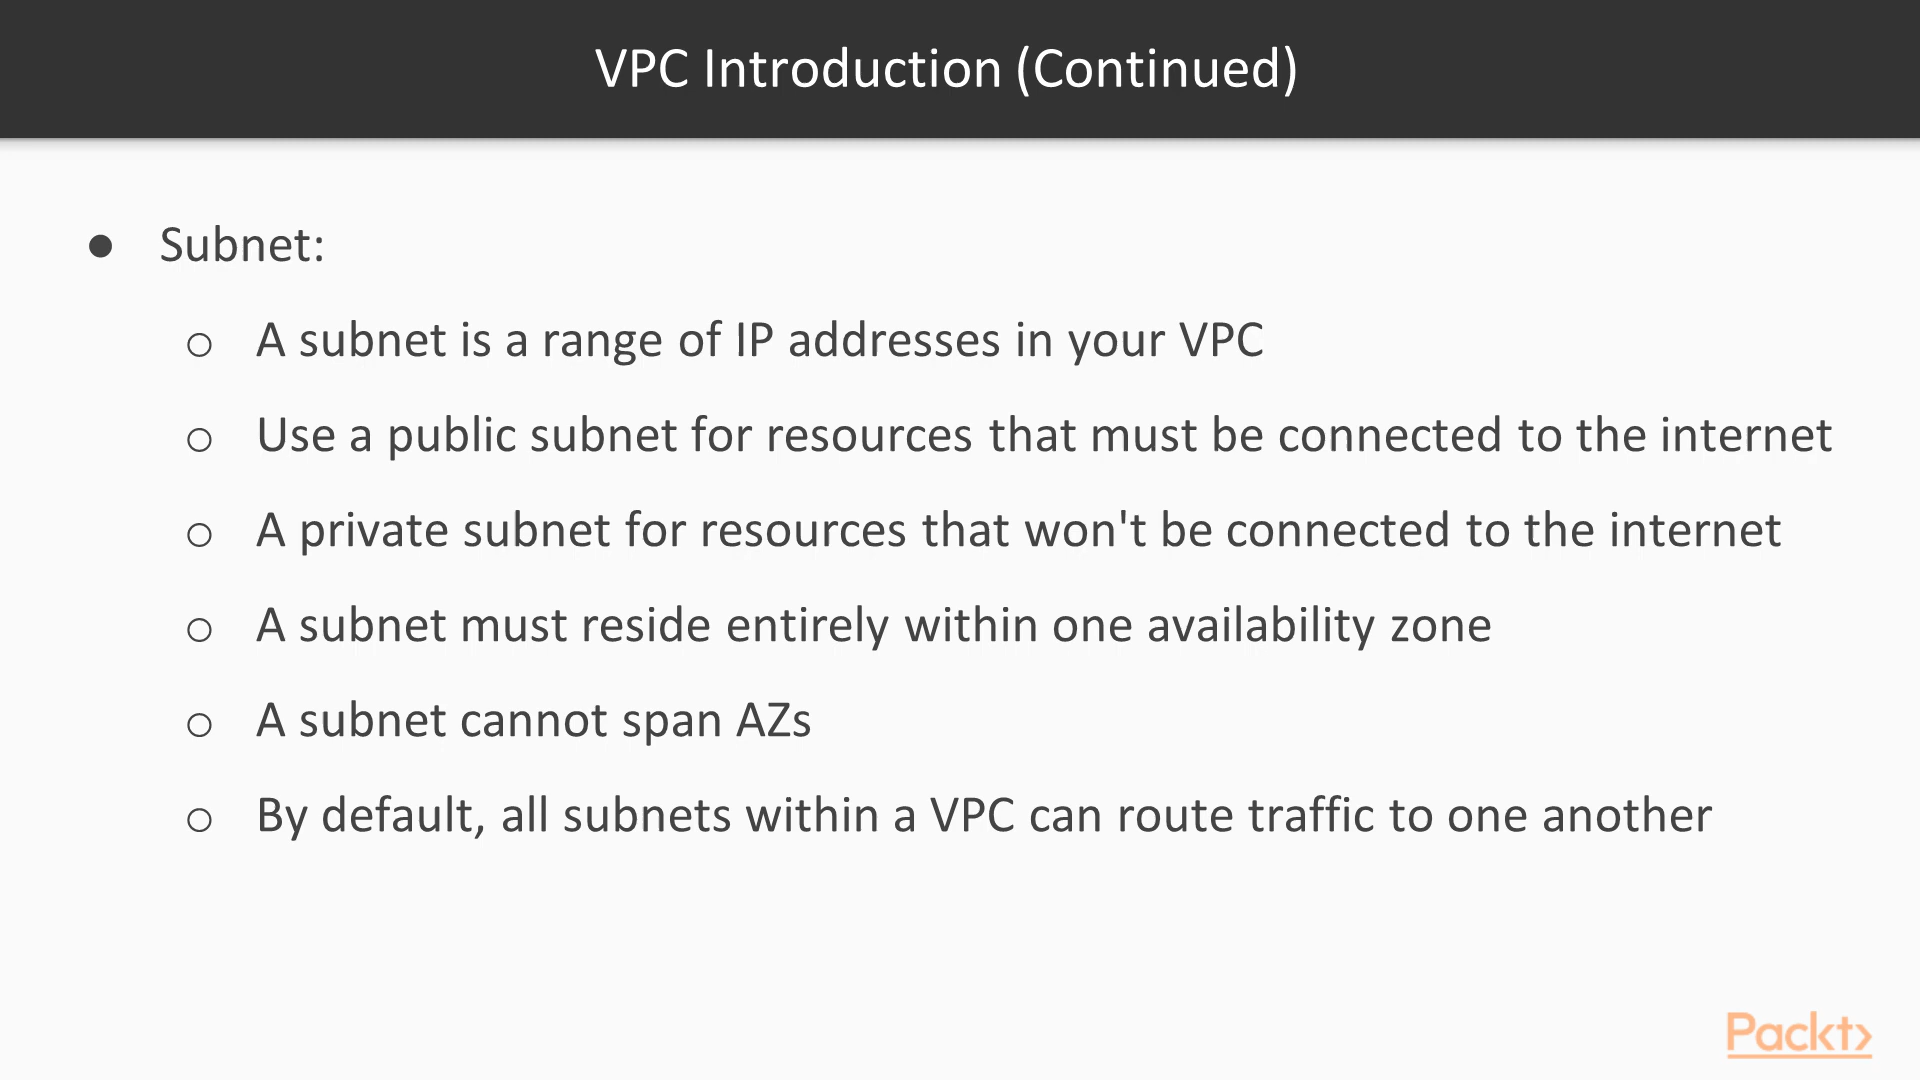 VPC Introduction (Continued)
● Subnet:
○ A subnet is a range of IP addresses in your VPC
○ Use a public subnet for resources that must be connected to the internet
○ A private subnet for resources that won't be connected to the internet
○ A subnet must reside entirely within one availability zone
○ A subnet cannot span AZs
○ By default, all subnets within a VPC can route traffic to one another
Packt>